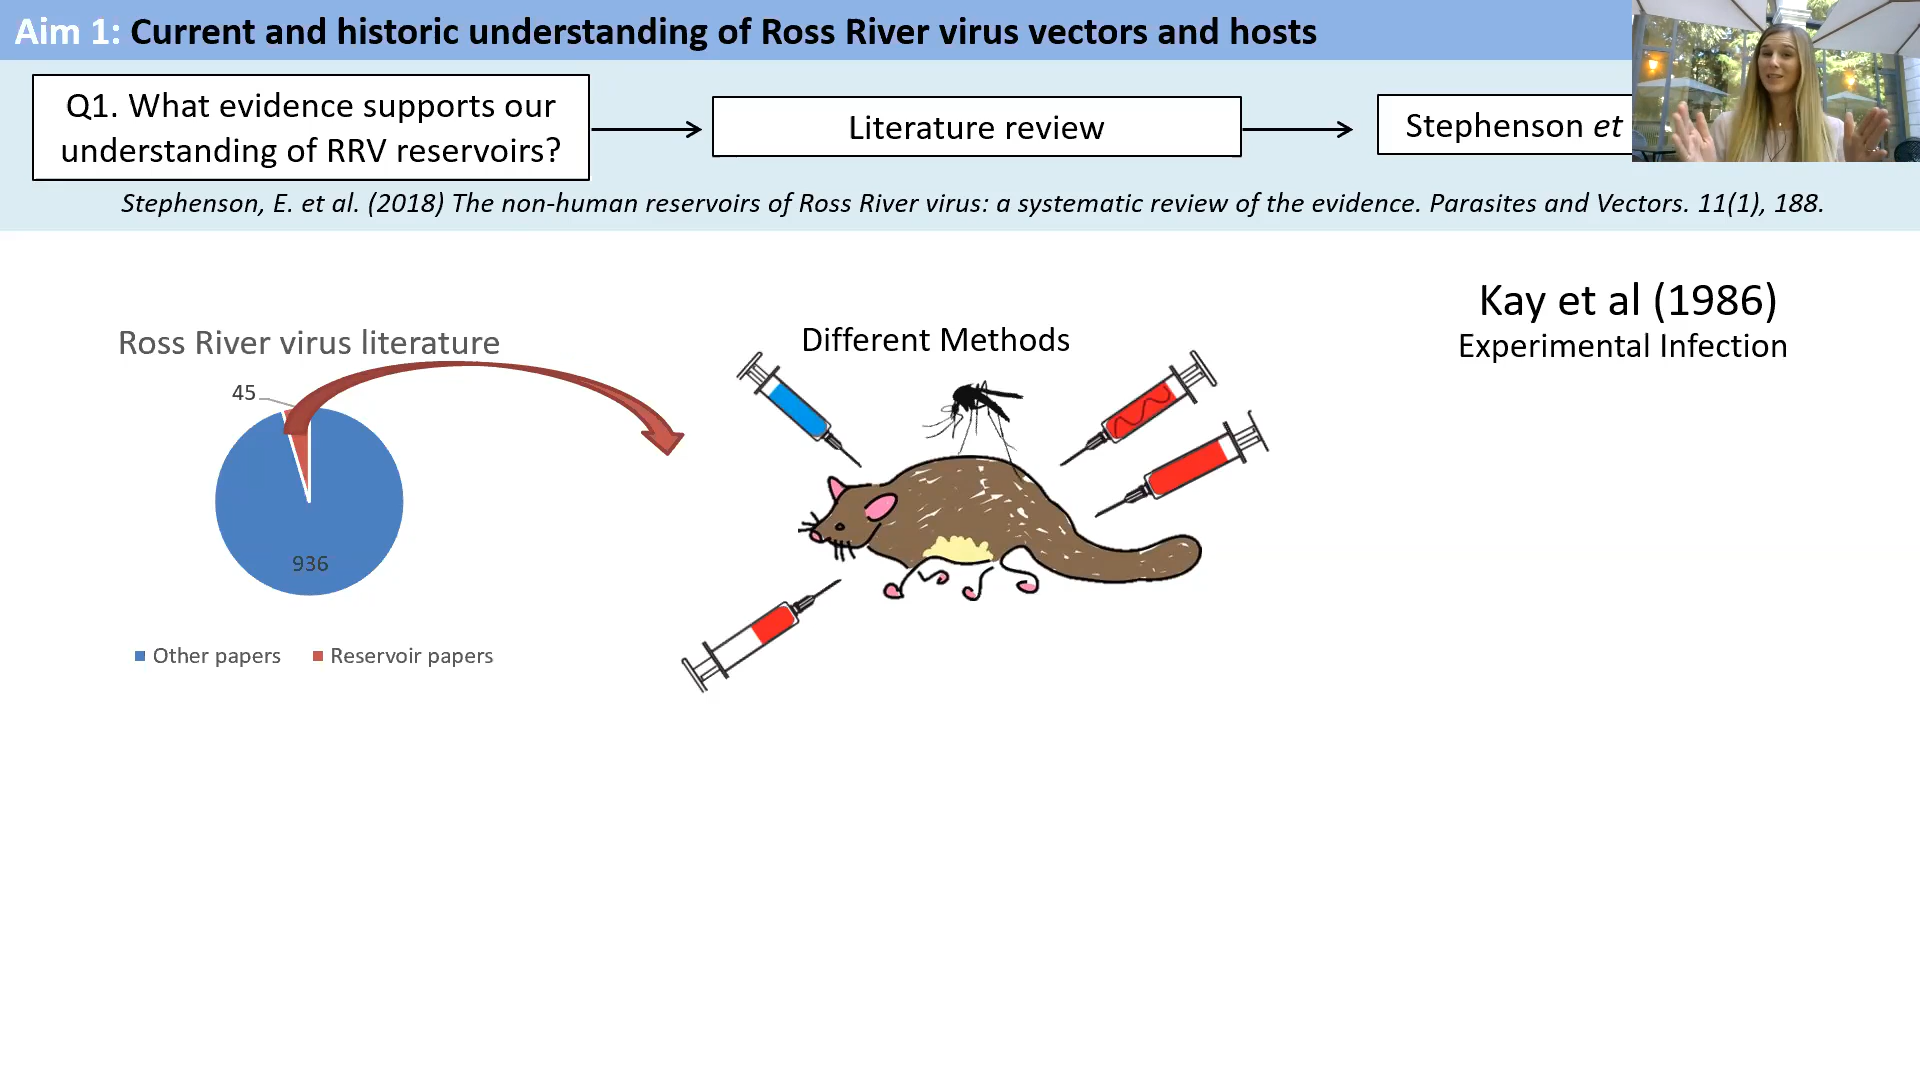 Aim 1: Current and historic understanding of Ross River virus vectors and hosts
Q1. What evidence supports our
understanding of RRV reservoirs?
Literature review
Stephenson et
Stephenson, E. et al. (2018) The non-human reservoirs of Ross River virus: a systematic review of the evidence. Parasites and Vectors. 11(1), 188.
Ross River virus literature
45
936
Other papers
Reservoir papers
Different Methods
Kay et al (1986)
Experimental Infection